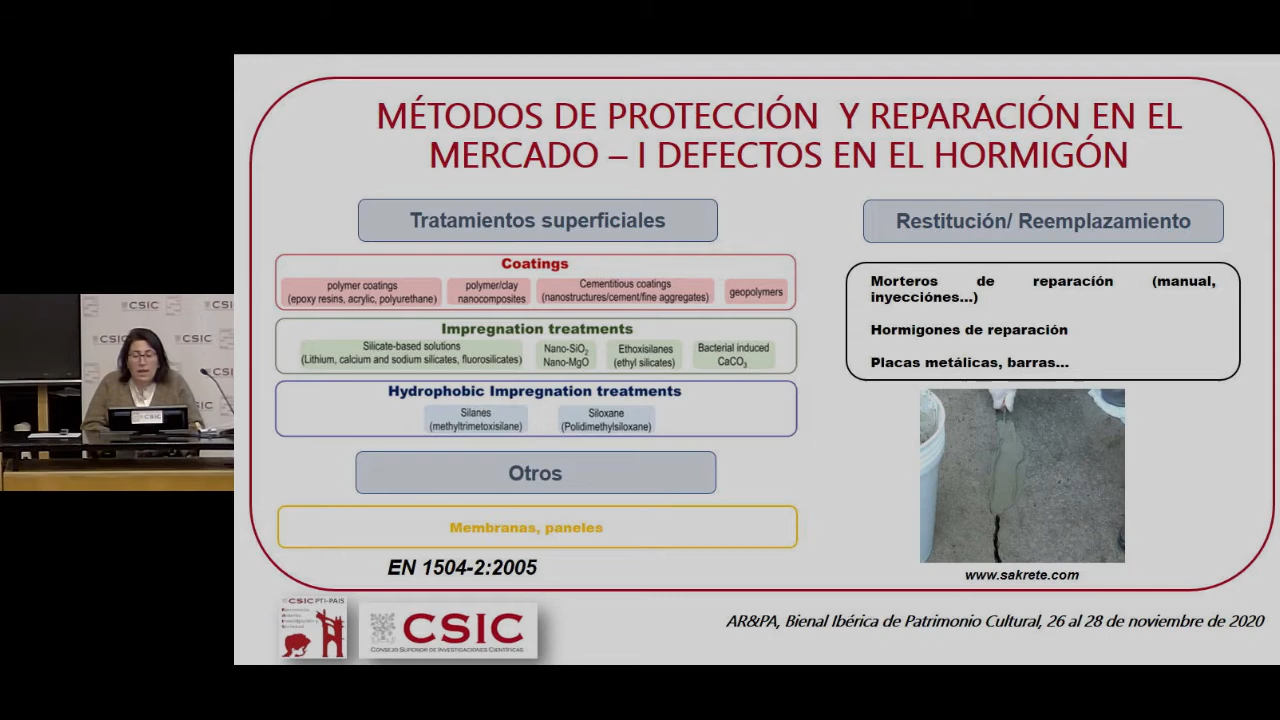 MÉTODOS DE PROTECCIÓN Y REPARACIÓN EN EL
MERCADO – I DEFECTOS EN EL HORMIGÓN
Tratamientos superficiales
Coatings
polymer coatings
(epoxy resins, acrylic, polyurethane)
polymer/clay
nanocomposites
Cementitious coatings
(nanostructures/cement/fine aggregates)
geopolymers
Impregnation treatments
Silicate-based solutions
(Lithium, calcium and sodium silicates, fluorosilicates)
Nano-SiO2
Nano-MgO
Ethoxisilanes
(ethyl silicates)
Bacterial induced
CaCO3
Hydrophobic Impregnation treatments
Silanes
(methyltrimetoxisilane)
Siloxane
(Polidimethylsiloxane)
Otros
Membranas, paneles
EN 1504-2:2005
Restitución/ Reemplazamiento
Morteros de reparación (manual,
inyecciónes...)
Hormigones de reparación
Placas metálicas, barras...
www.sakrete.com
CSIC PTI-PAIS
CSIC
CONSEJO SUPERIOR DE INVESTIGACIONES CIENTÍFICAS
AR&PA, Bienal Ibérica de Patrimonio Cultural, 26 al 28 de noviembre de 2020
CSIC
CSIC
CSIC
CSIC